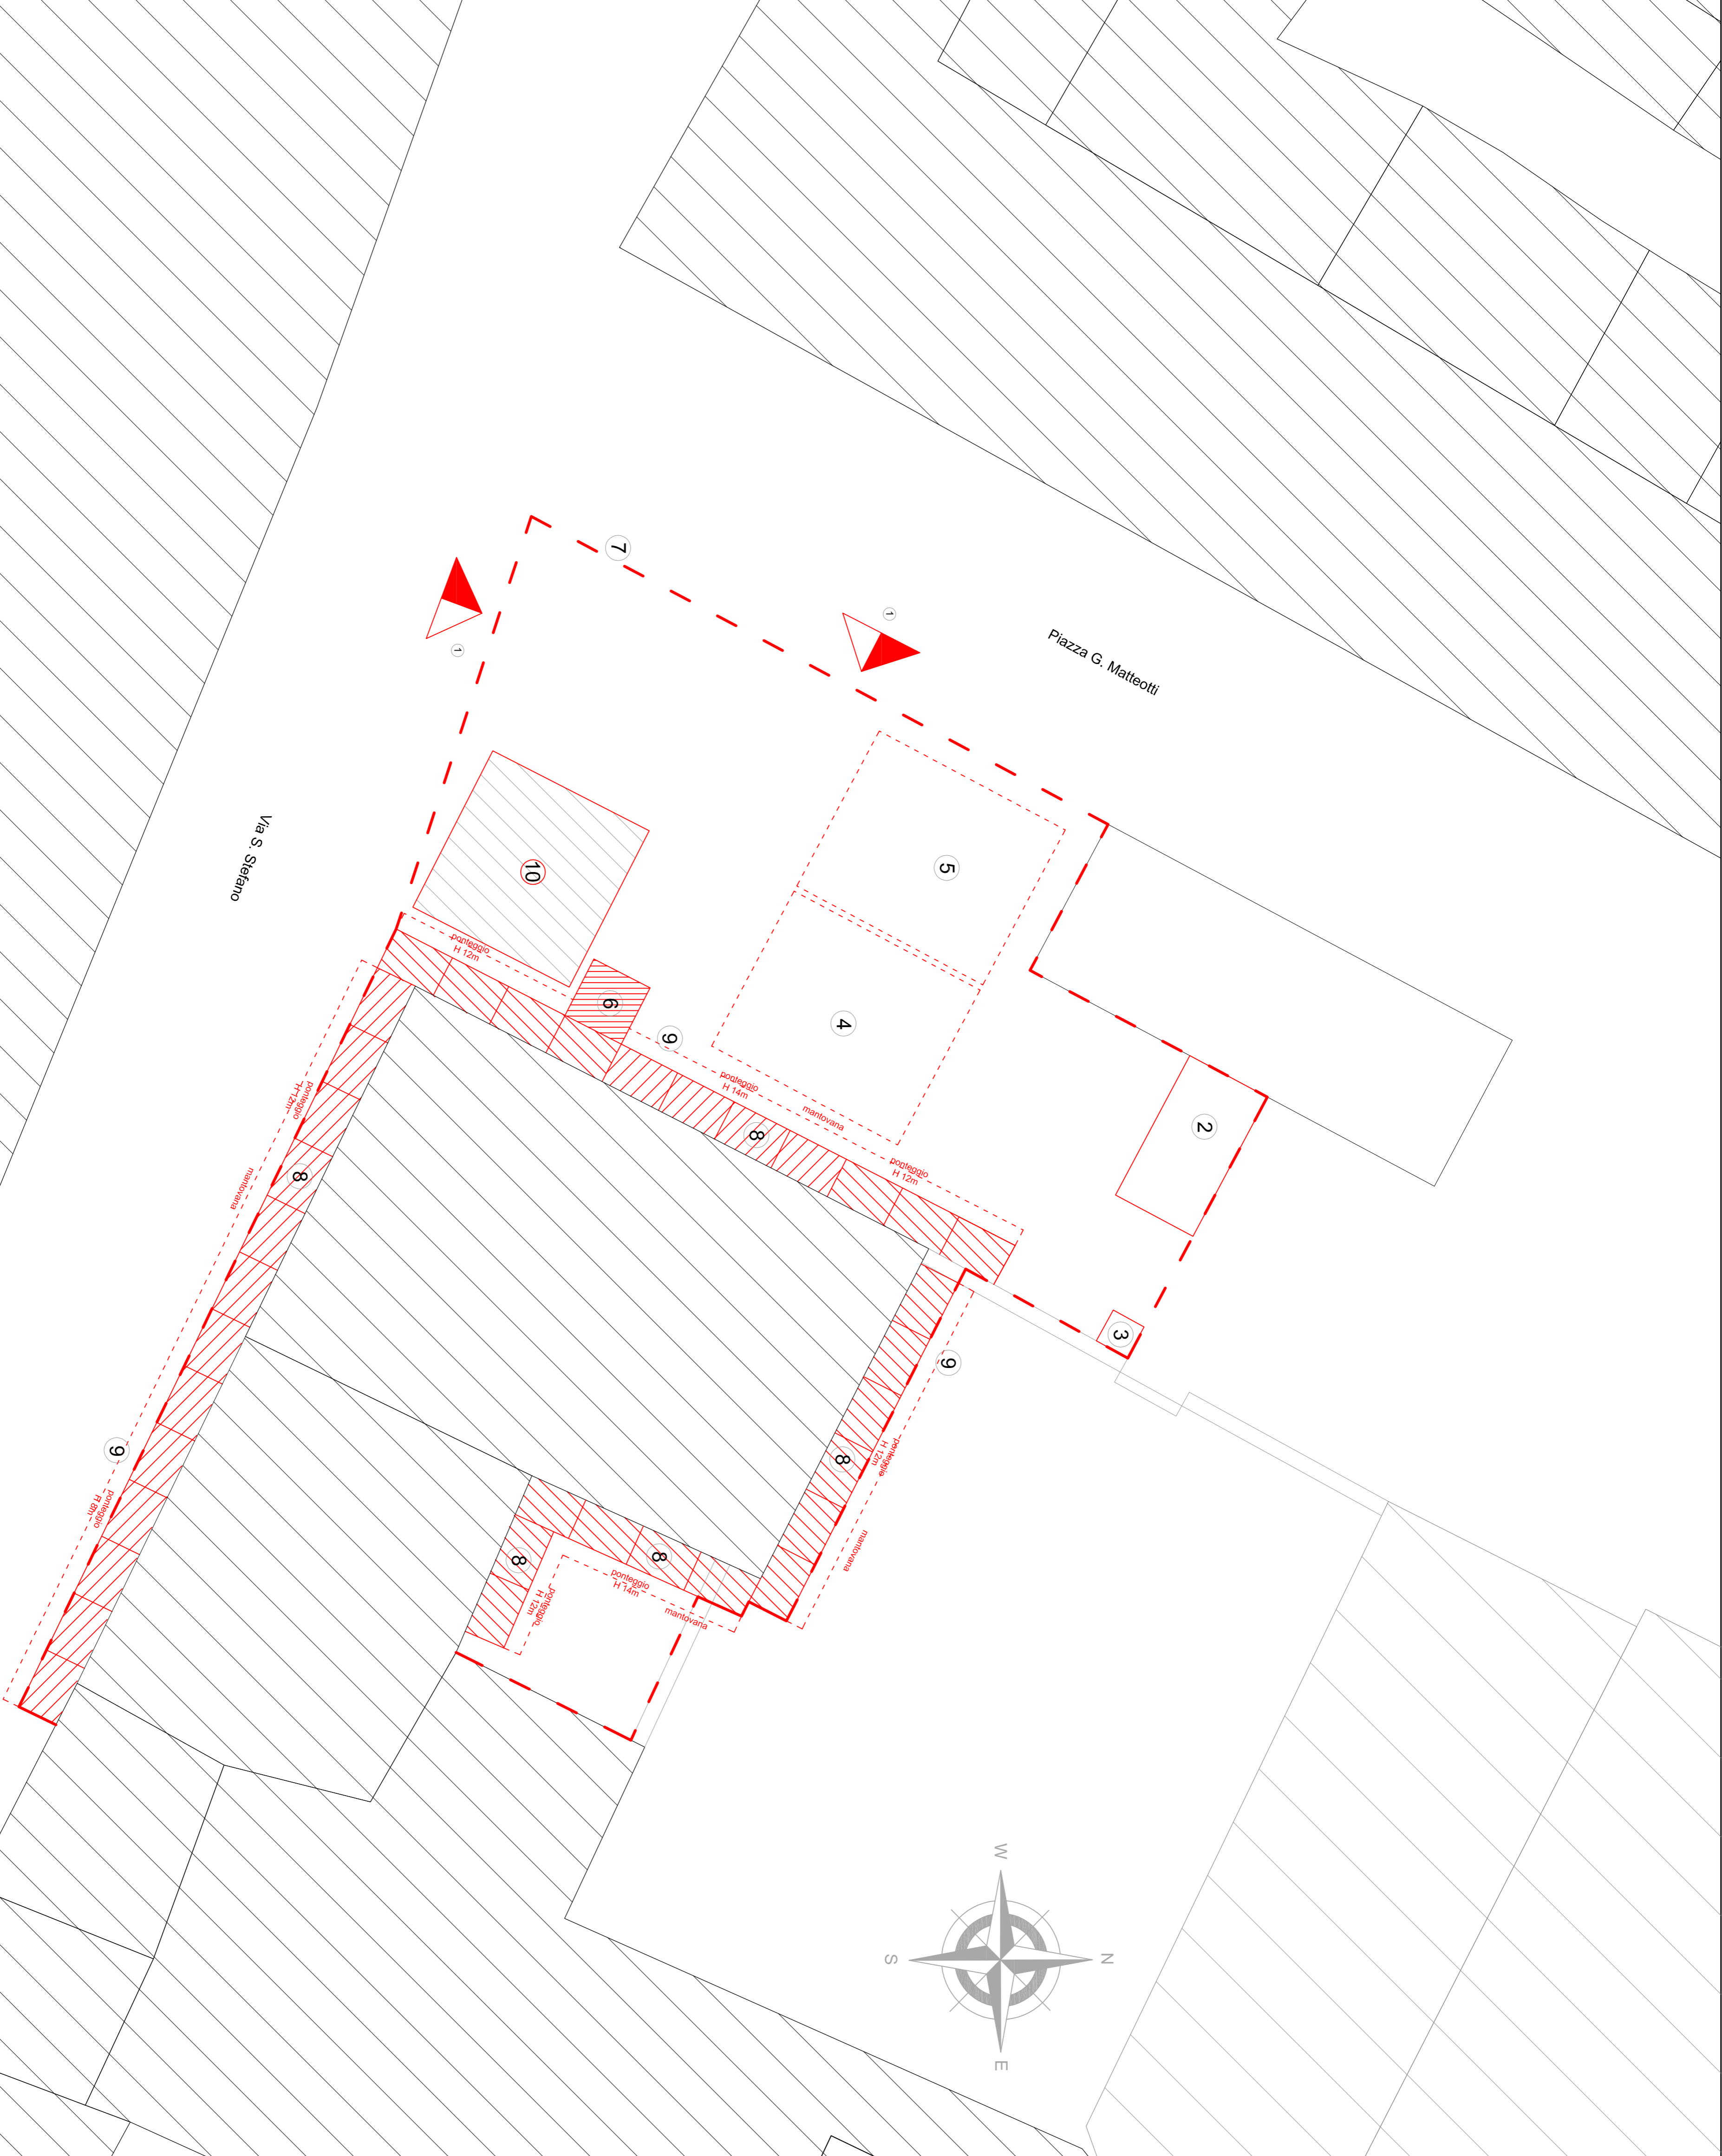 7
1
1
Piazza G. Matteotti
Via S. Stefano
5
10
4
6
9
2
3
ponteggio
H 12m
ponteggio
H 14m
mantovana
8
ponteggio
H 12m
ponteggio
H 12m
mantovana
8
9
ponteggio
H 8m
9
8
ponteggio
H 12m
mantovana
8
8
ponteggio
H 14m
mantovana
ponteggio
H 12m
W
S
N
E